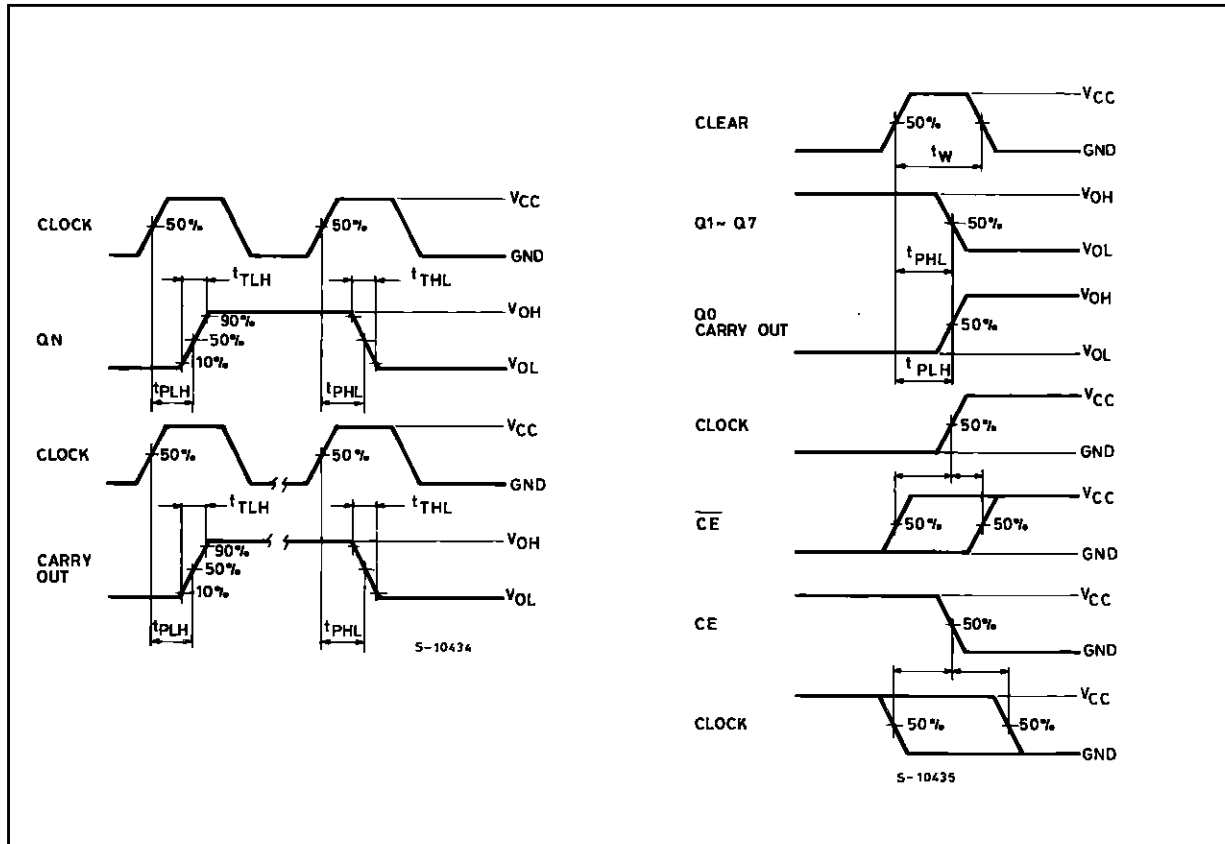 CLOCK
50%
50%
VCC
GND
tTLH
tTHL
QN
90%
50%
10%
VOH
VOL
tPLH
tPHL
CLOCK
50%
50%
VCC
GND
tTLH
tTHL
CARRY
OUT
90%
50%
10%
VOH
VOL
tPLH
tPHL
S-10434
CLEAR
50%
VCC
tW
GND
Q1~ Q7
VOH
50%
VOL
tPHL
Q0
CARRY OUT
VOH
50%
VOL
tPLH
CLOCK
VCC
50%
GND
C̅E̅
VCC
50%
50%
GND
CE
VCC
50%
GND
CLOCK
VCC
50%
50%
GND
S-10435